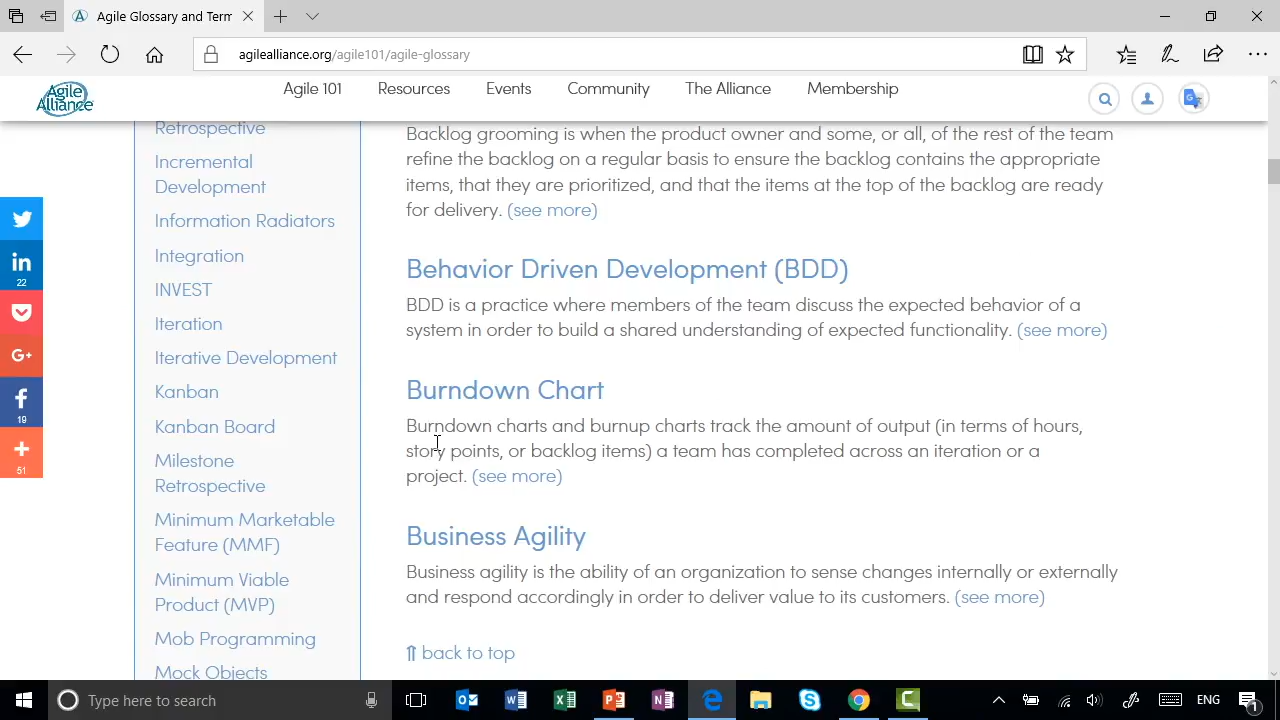 Agile Glossary and Term
agilealliance.org/agile101/agile-glossary
Agile Alliance
Agile 101
Resources
Events
Community
The Alliance
Membership
Retrospective
Incremental
Development
Information Radiators
Integration
INVEST
Iteration
Iterative Development
Kanban
Kanban Board
Milestone
Retrospective
Minimum Marketable
Feature (MMF)
Minimum Viable
Product (MVP)
Mob Programming
Mock Objects
22
G+
19
51
Backlog grooming is when the product owner and some, or all, of the rest of the team
refine the backlog on a regular basis to ensure the backlog contains the appropriate
items, that they are prioritized, and that the items at the top of the backlog are ready
for delivery. (see more)
Behavior Driven Development (BDD)
BDD is a practice where members of the team discuss the expected behavior of a
system in order to build a shared understanding of expected functionality. (see more)
Burndown Chart
Burndown charts and burnup charts track the amount of output (in terms of hours,
story points, or backlog items) a team has completed across an iteration or a
project. (see more)
Business Agility
Business agility is the ability of an organization to sense changes internally or externally
and respond accordingly in order to deliver value to its customers. (see more)
⇑ back to top
Type here to search
ENG
1